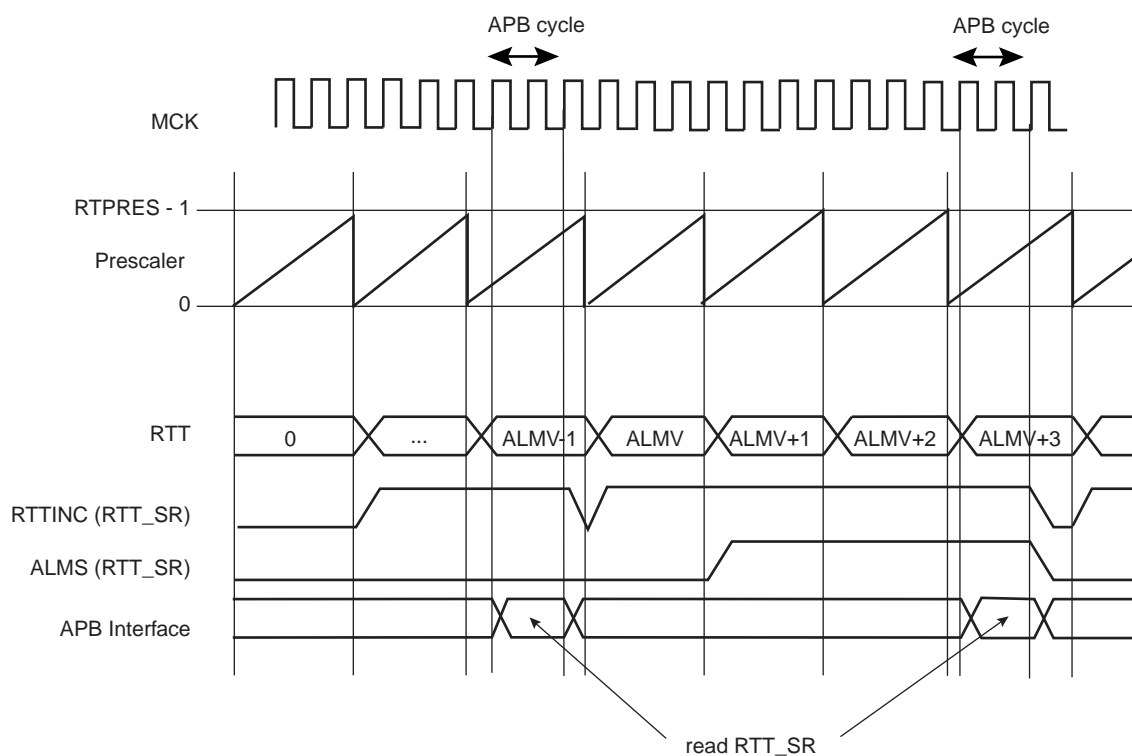 APB cycle
APB cycle
MCK
RTPRES - 1
Prescaler
0
RTT
0
...
ALMV-1
ALMV
ALMV+1
ALMV+2
ALMV+3
RTTINC (RTT_SR)
ALMS (RTT_SR)
APB Interface
read RTT_SR